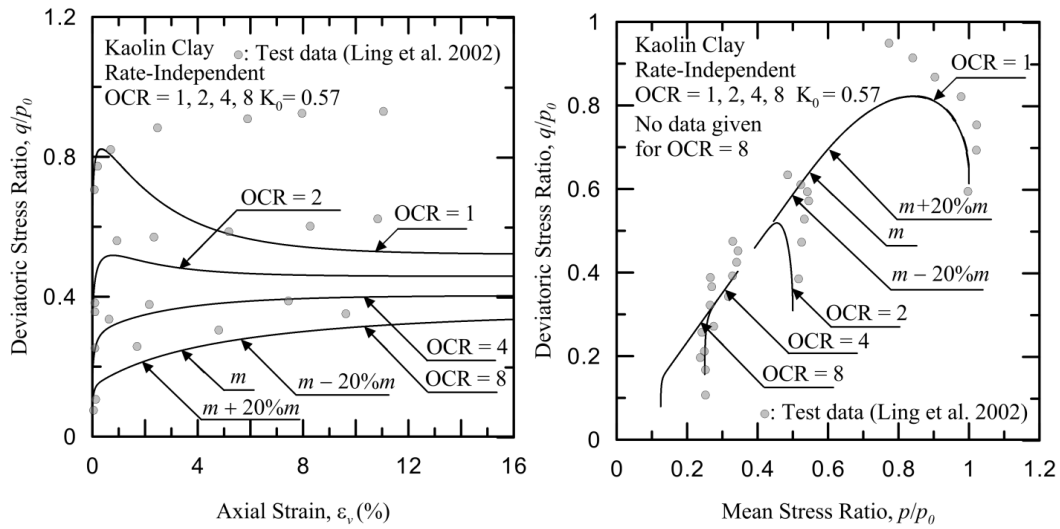 Kaolin Clay
: Test data (Ling et al. 2002)
Rate-Independent
OCR = 1, 2, 4, 8 K0 = 0.57
OCR = 2
OCR = 1
OCR = 4
OCR = 8
m
m − 20%m
m + 20%m
1.2
0.8
0.4
0
0 4 8 12 16
Deviatoric Stress Ratio, q/p0
Axial Strain, εv(%)
Kaolin Clay
Rate-Independent
OCR = 1, 2, 4, 8 K0 = 0.57
No data given
for OCR = 8
OCR = 1
m+20%m
m
m − 20%m
OCR = 2
OCR = 4
OCR = 8
: Test data (Ling et al. 2002)
1
0.8
0.6
0.4
0.2
0
0 0.2 0.4 0.6 0.8 1 1.2
Deviatoric Stress Ratio, q/p0
Mean Stress Ratio, p/p0